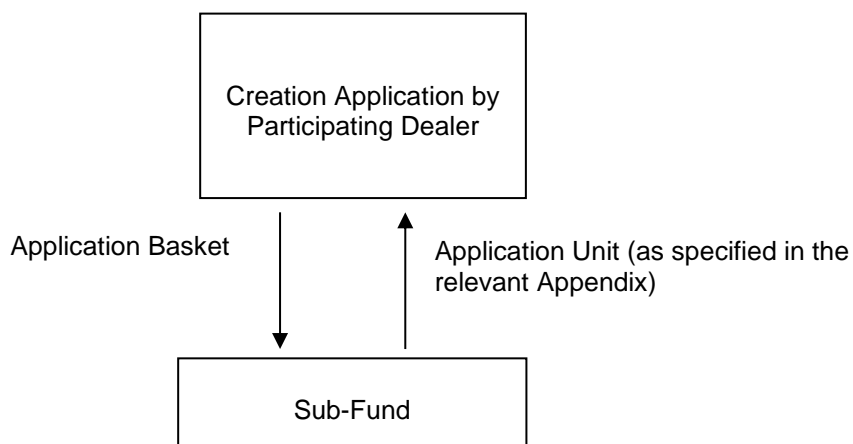 Creation Application by
Participating Dealer
Application Basket
Application Unit (as specified in the
relevant Appendix)
Sub-Fund